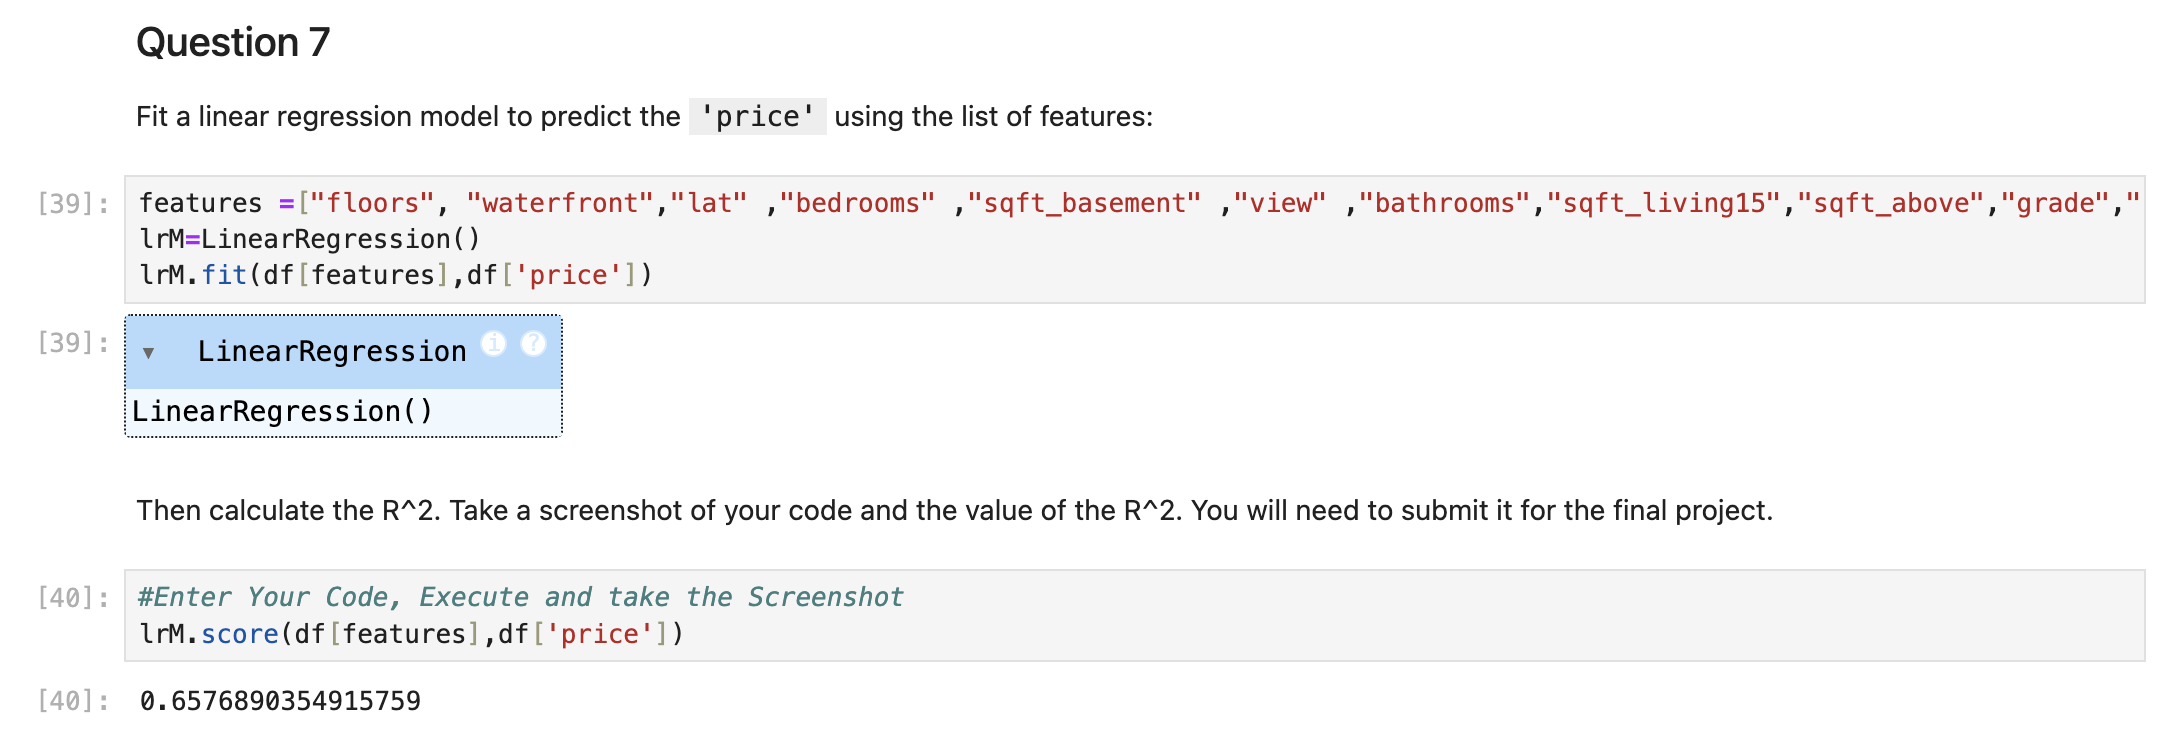 Question 7
Fit a linear regression model to predict the 'price' using the list of features:
[39]:
features =["floors", "waterfront","lat" ,"bedrooms" ,"sqft_basement" ,"view" ,"bathrooms","sqft_living15","sqft_above","grade","
lrM=LinearRegression()
lrM.fit(df[features],df['price'])
[39]:
▼ LinearRegression i ?
LinearRegression()
Then calculate the R^2. Take a screenshot of your code and the value of the R^2. You will need to submit it for the final project.
[40]:
#Enter Your Code, Execute and take the Screenshot
lrM.score(df[features],df['price'])
[40]: 0.6576890354915759